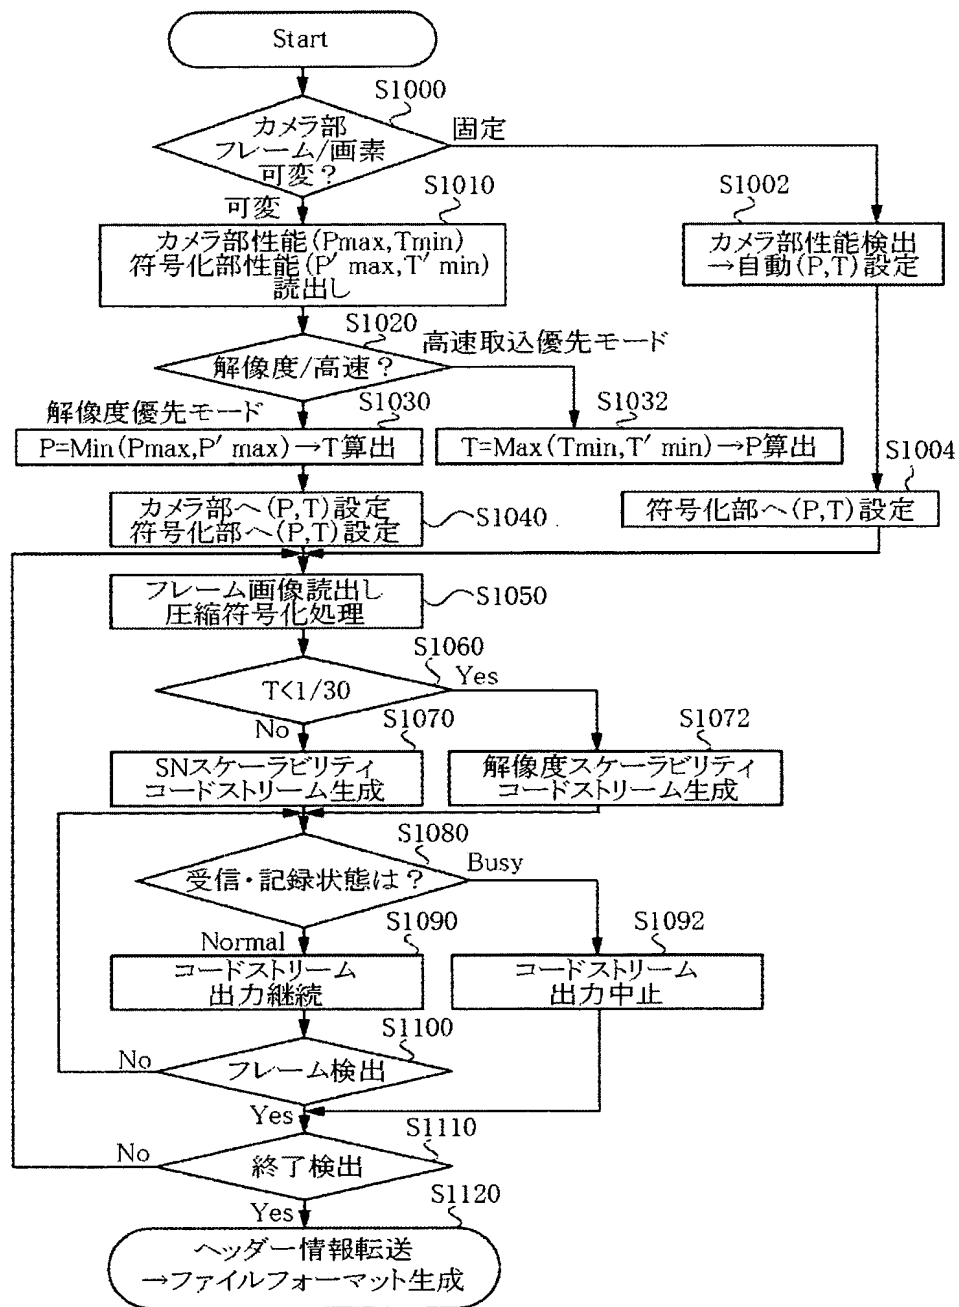 Start
S1000
カメラ部
フレーム/画素
可変？
固定
可変
S1010
S1002
カメラ部性能(Pmax,Tmin)
符号化部性能(P′max,T′min)
読出し
カメラ部性能検出
→自動(P,T)設定
S1020
解像度/高速？
高速取込優先モード
解像度優先モード
S1030
S1032
P=Min(Pmax,P′max)→T算出
T=Max(Tmin,T′min)→P算出
S1004
カメラ部へ(P,T)設定
符号化部へ(P,T)設定
S1040
符号化部へ(P,T)設定
フレーム画像読出し
圧縮符号化処理
S1050
S1060
T<1/30
Yes
No
S1070
S1072
SNスケーラビリティ
コードストリーム生成
解像度スケーラビリティ
コードストリーム生成
S1080
受信・記録状態は？
Busy
Normal
S1090
S1092
コードストリーム
出力継続
コードストリーム
出力中止
S1100
No
フレーム検出
Yes
S1110
No
終了検出
Yes
S1120
ヘッダー情報転送
→ファイルフォーマット生成